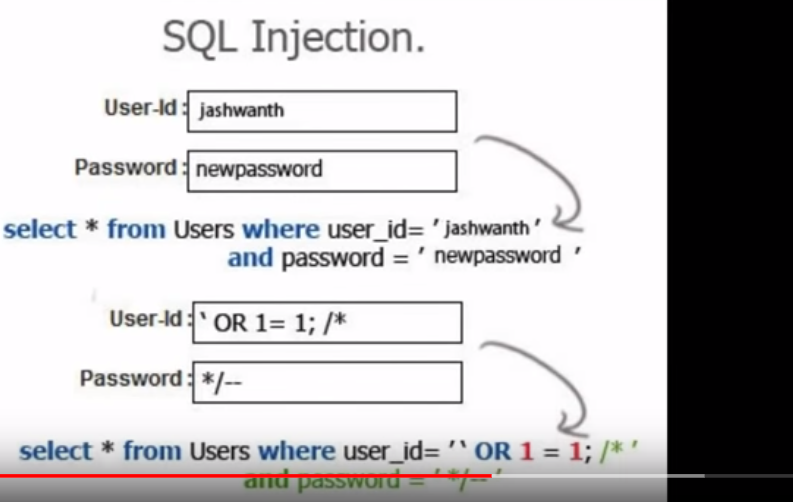 SQL Injection.
User-Id : jashwanth
Password : newpassword
select * from Users where user_id= ' jashwanth '
and password = ' newpassword '
User-Id : ` OR 1= 1; /*
Password : */--
select * from Users where user_id= '` OR 1 = 1; /* '
and password = ' */-- '